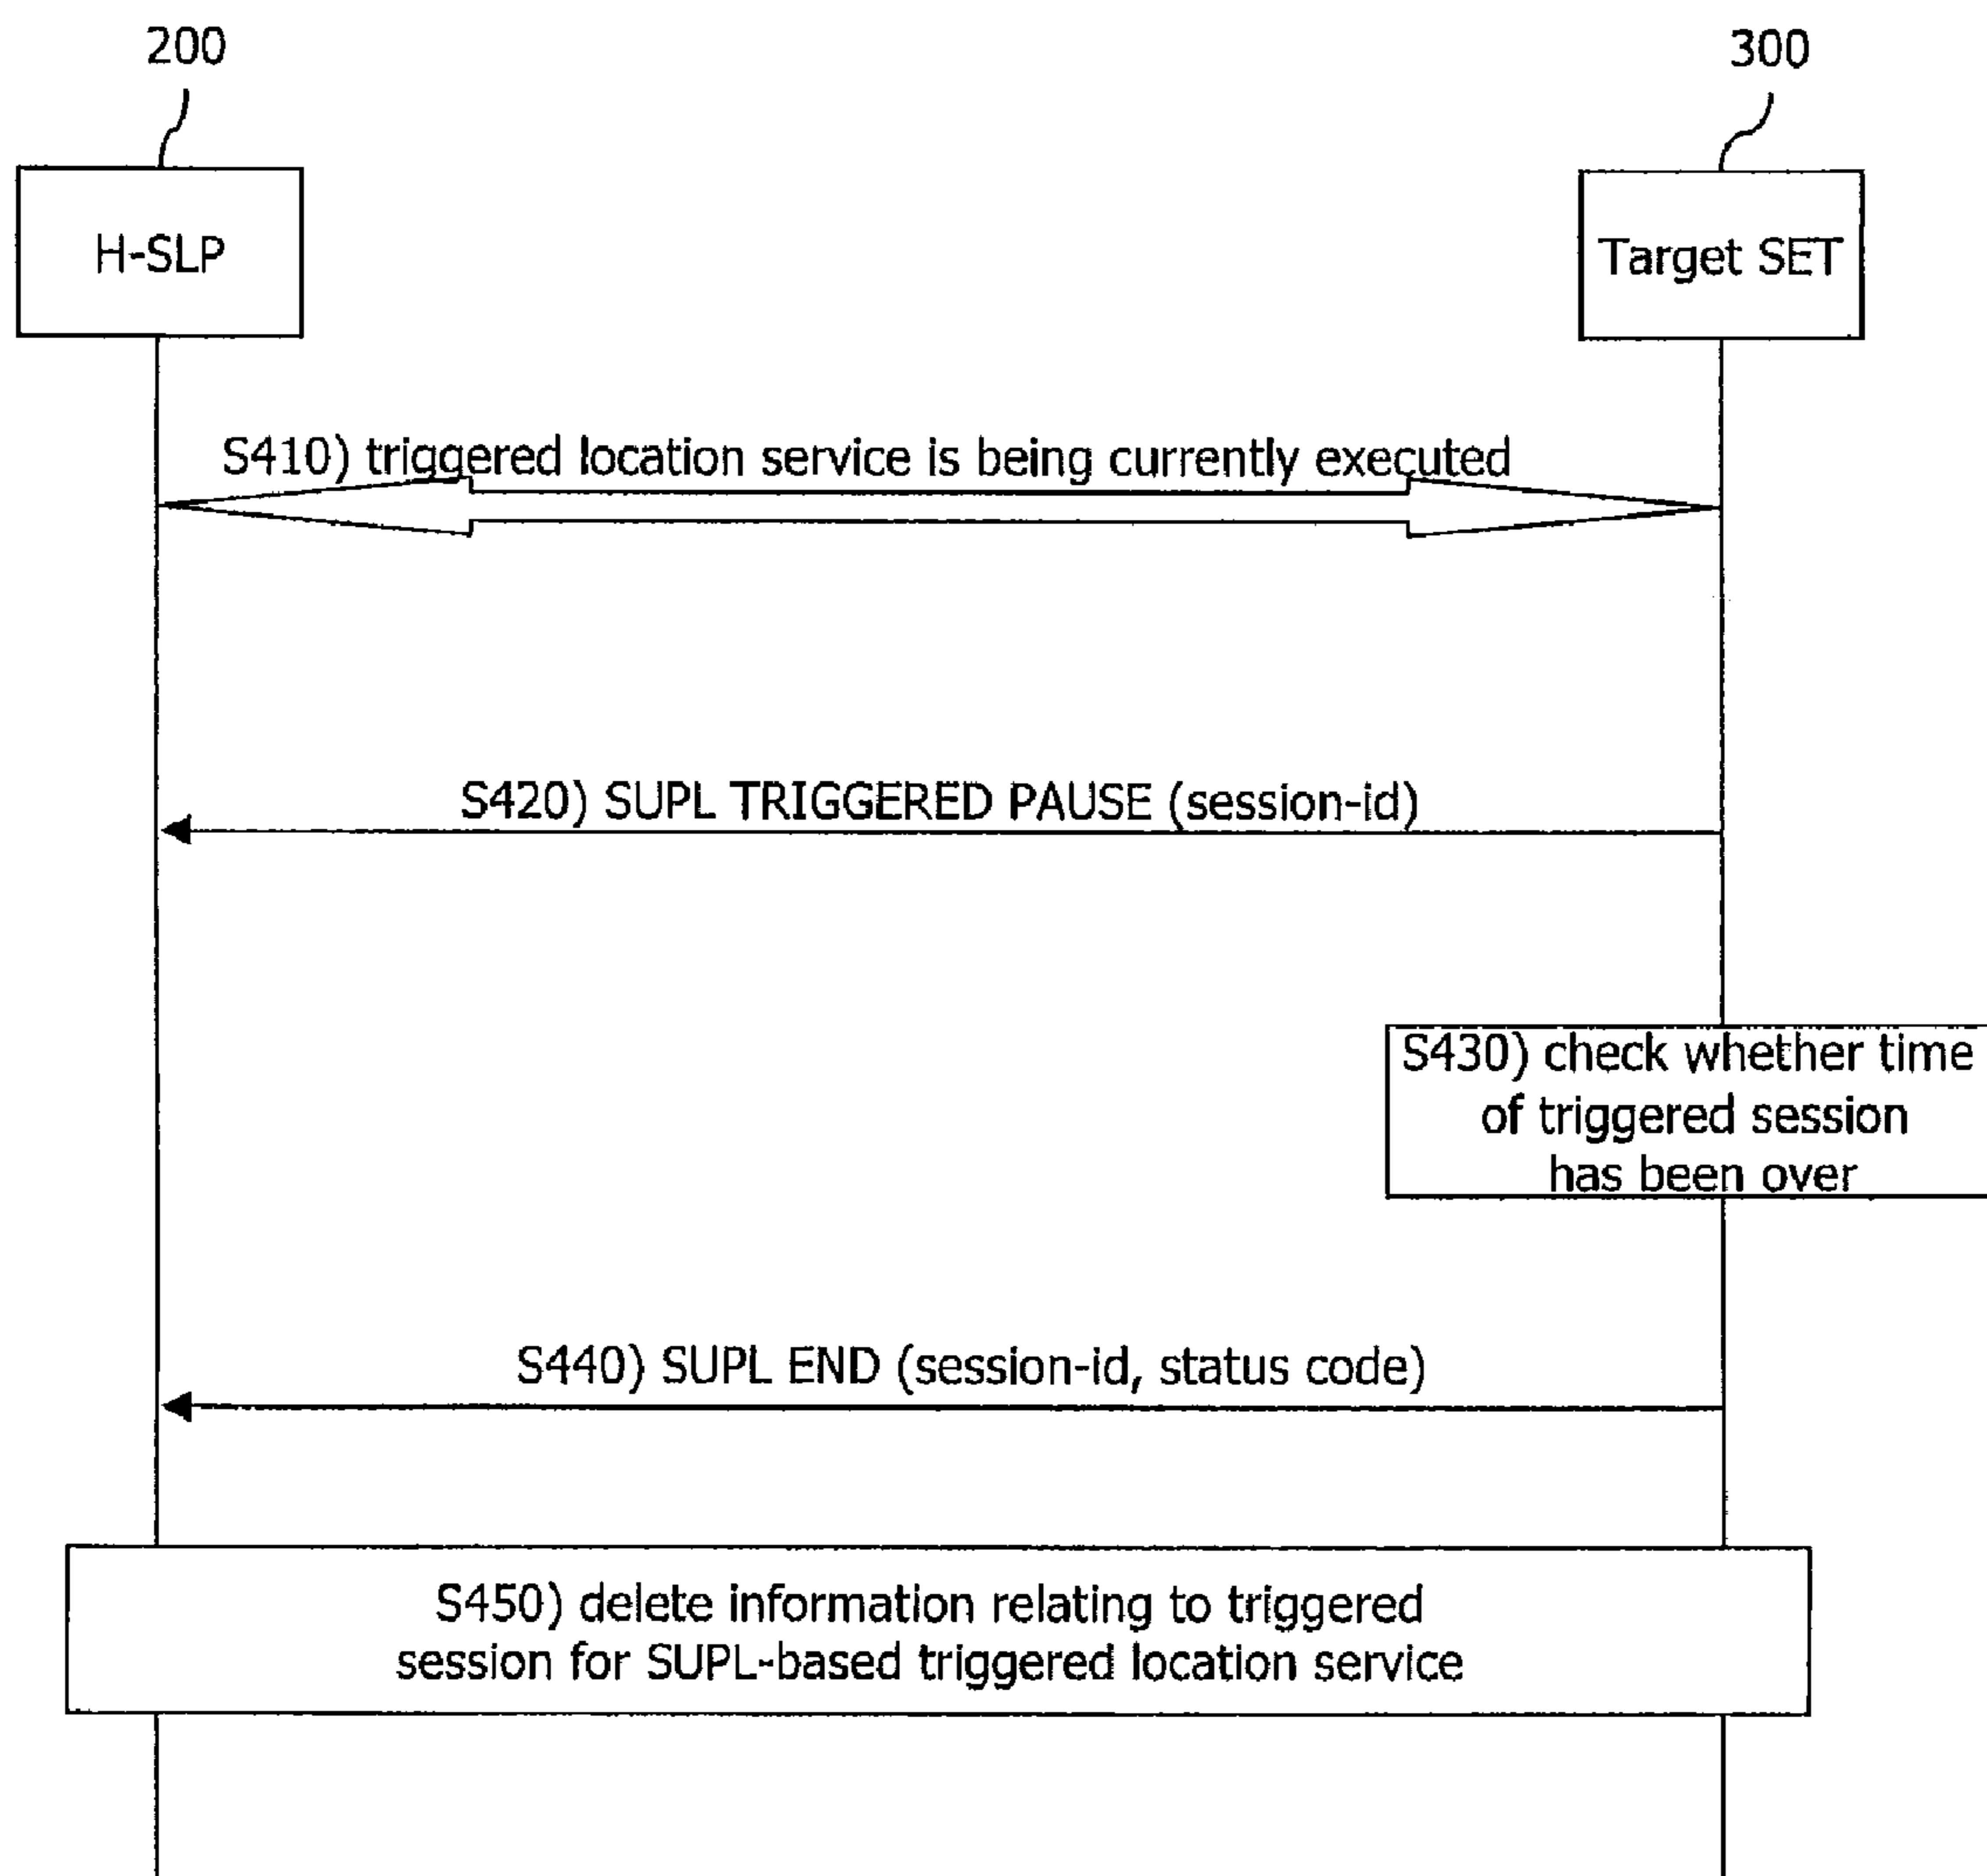 200
300
H-SLP
Target SET
S410) triggered location service is being currently executed
S420) SUPL TRIGGERED PAUSE (session-id)
S430) check whether time
of triggered session
has been over
S440) SUPL END (session-id, status code)
S450) delete information relating to triggered
session for SUPL-based triggered location service